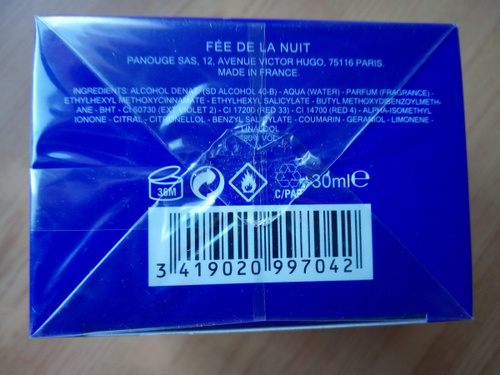 FÉE DE LA NUIT
PANOUGE SAS, 12, AVENUE VICTOR HUGO, 75116 PARIS.
MADE IN FRANCE.
INGREDIENTS: ALCOHOL DENAT (SD ALCOHOL 40-B) - AQUA (WATER) - PARFUM (FRAGRANCE) -
ETHYLHEXYL METHOXYCINNAMATE - ETHYLHEXYL SALICYLATE - BUTYL METHOXYDIBENZOYLMETH-
ANE - BHT - CI 60730 (EXT. VIOLET 2) - CI 17200 (RED 33) - CI 14700 (RED 4) - ALPHA-ISOMETHYL
IONONE - CITRAL - CITRONELLOL - BENZYL SALICYLATE - COUMARIN - GERANIOL - LIMONENE -
LINALOOL
80% VOL
36M
C/PAP
30ml e
3 419020 997042